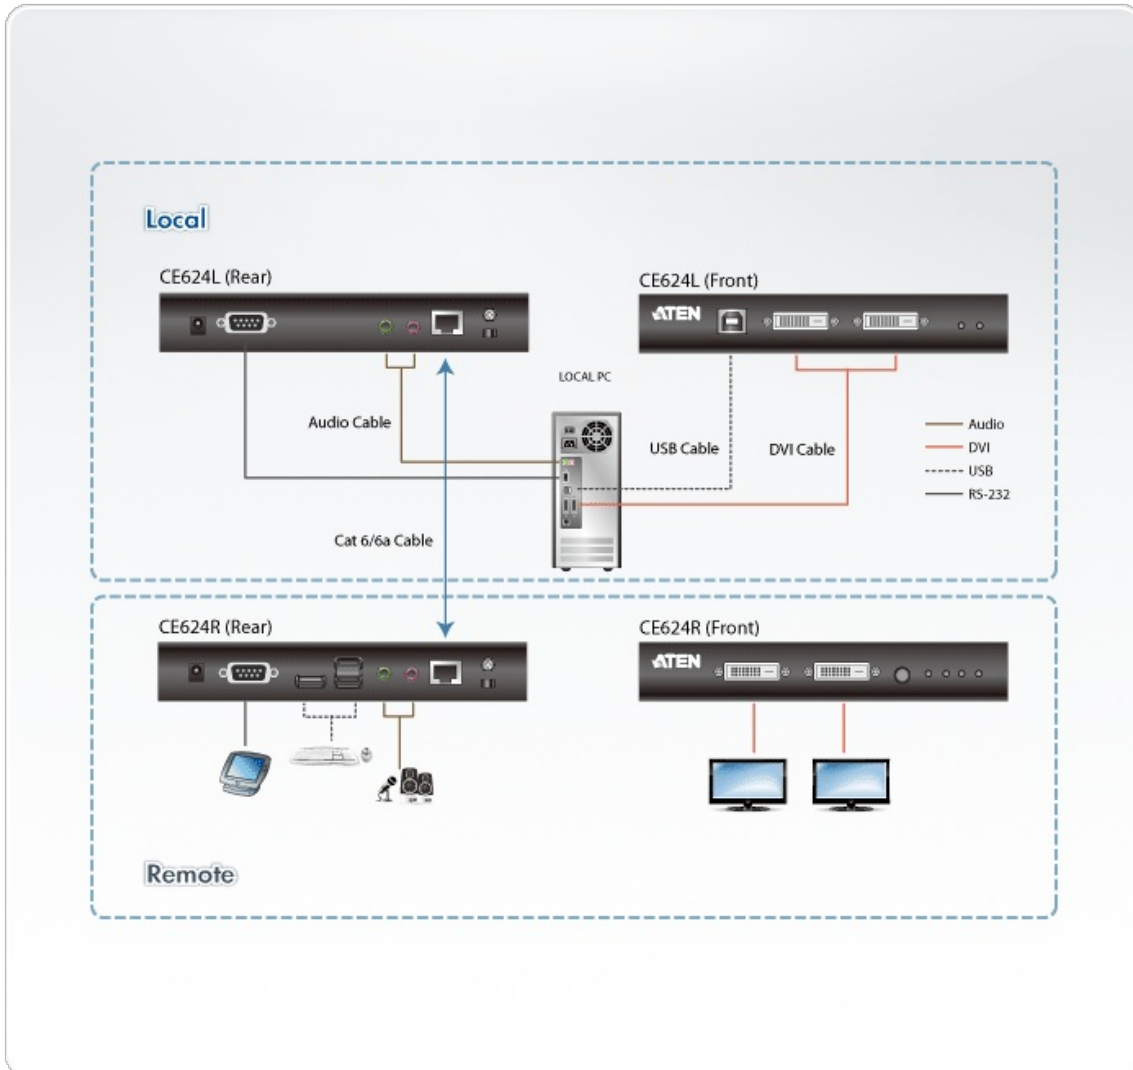 Local
CE624L (Rear)
CE624L (Front)
ATEN
LOCAL PC
Audio Cable
USB Cable
DVI Cable
Audio
DVI
USB
RS-232
Cat 6/6a Cable
CE624R (Rear)
CE624R (Front)
ATEN
Remote